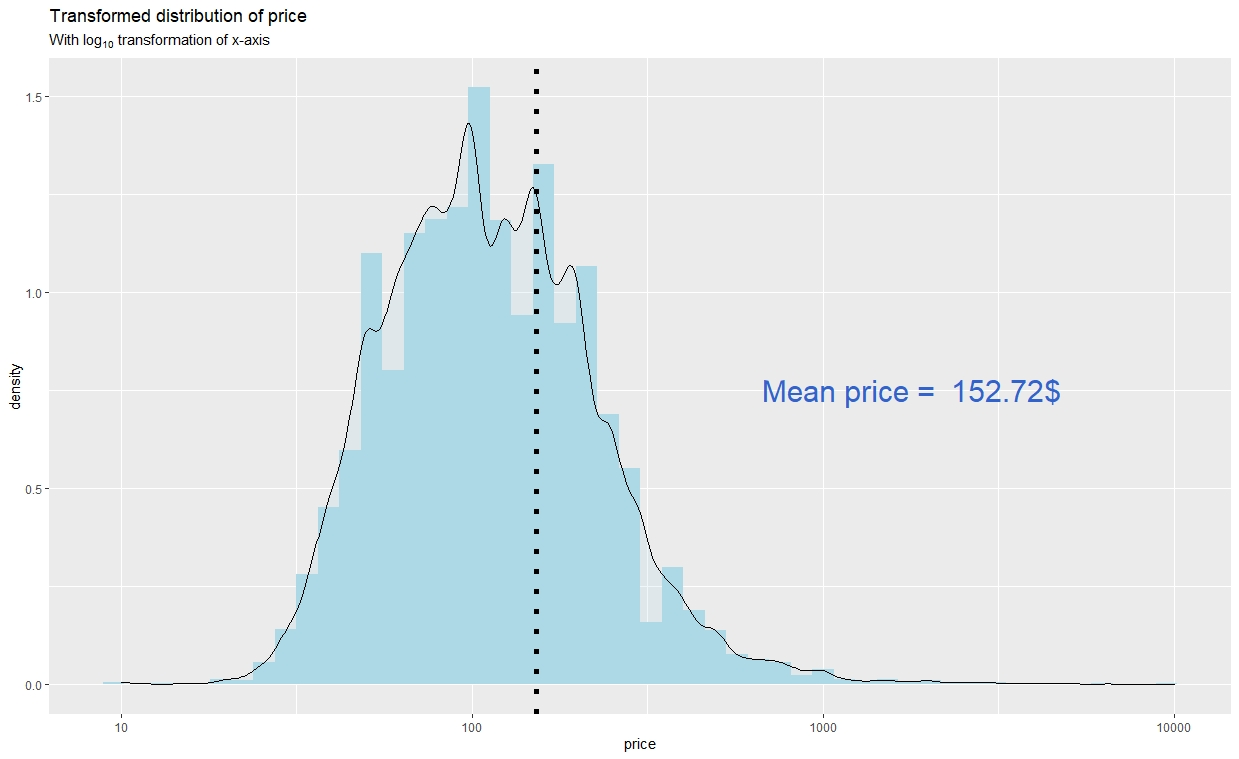 Transformed distribution of price
With log₁₀ transformation of x-axis
1.5
1.0
0.5
0.0
density
Mean price =  152.72$
10
100
1000
10000
price